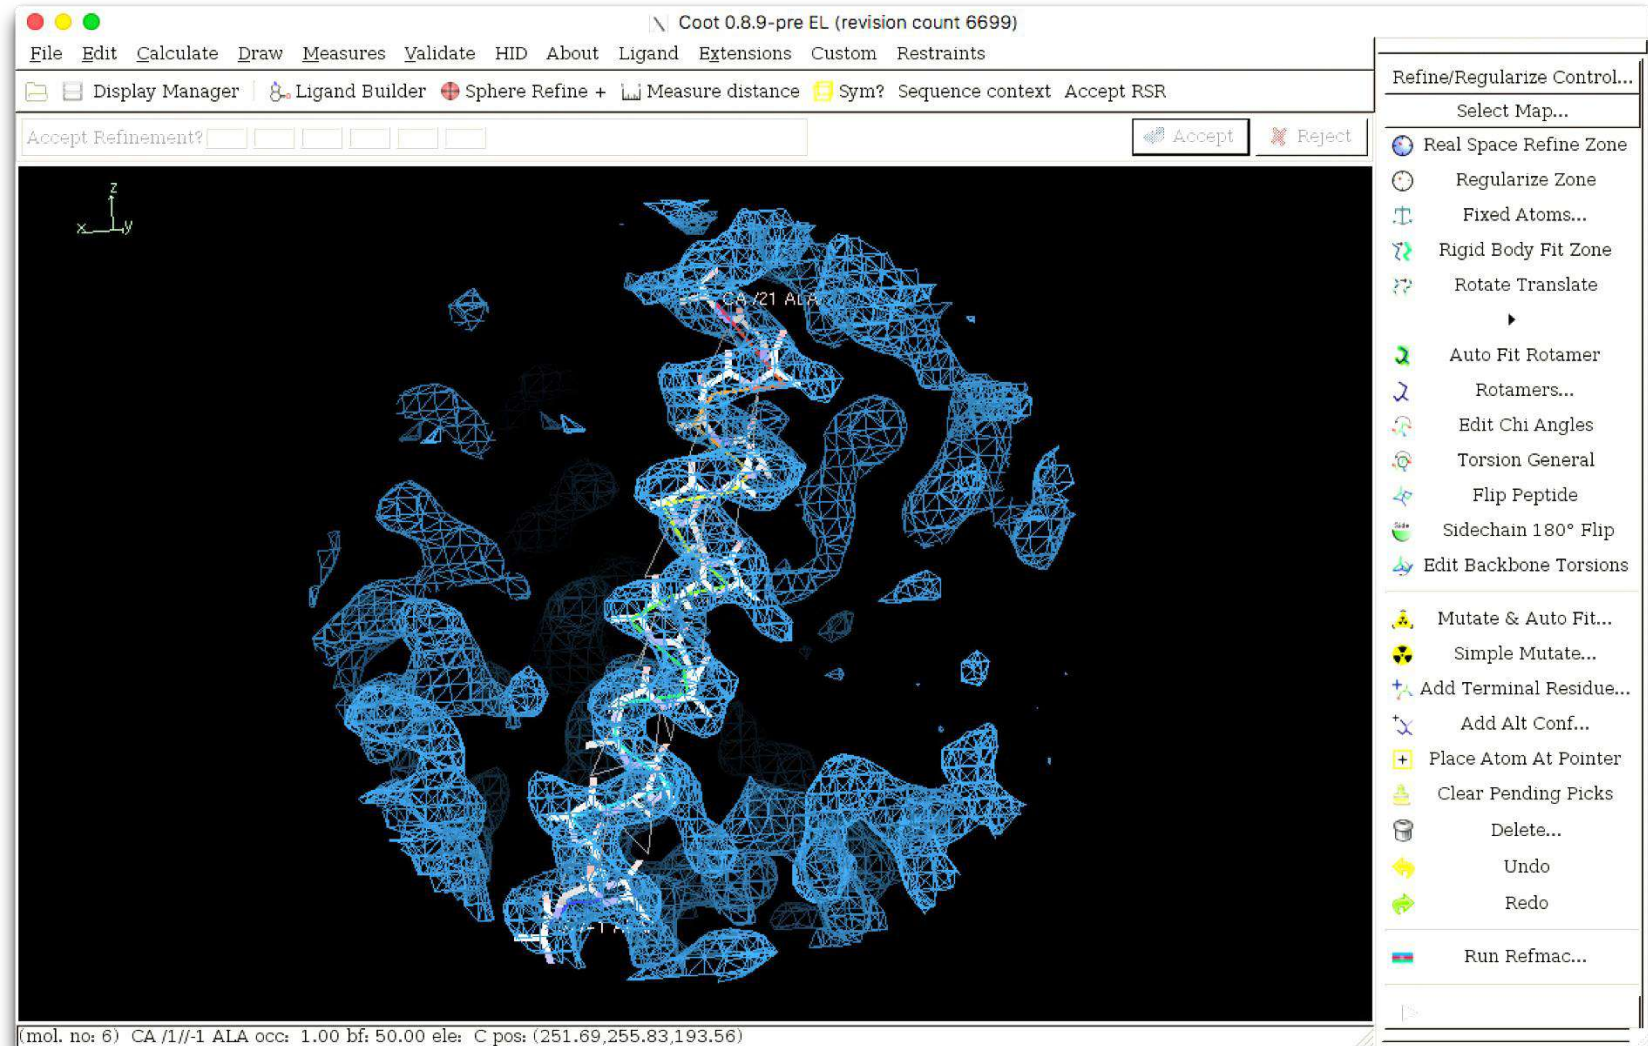 Coot 0.8.9-pre EL (revision count 6699)
File Edit Calculate Draw Measures Validate HID About Ligand Extensions Custom Restraints
Display Manager Ligand Builder Sphere Refine + Measure distance Sym? Sequence context Accept RSR
Accept Refinement? Accept Reject
Refine/Regularize Control...
Select Map...
Real Space Refine Zone
Regularize Zone
Fixed Atoms...
Rigid Body Fit Zone
Rotate Translate
Auto Fit Rotamer
Rotamers...
Edit Chi Angles
Torsion General
Flip Peptide
Side
Sidechain 180° Flip
Edit Backbone Torsions
Mutate & Auto Fit...
Simple Mutate...
Add Terminal Residue...
Add Alt Conf...
Place Atom At Pointer
Clear Pending Picks
Delete...
Undo
Redo
Run Refmac...
z
x y
CA /21 ALA
(mol. no: 6) CA /1//-1 ALA occ: 1.00 bf: 50.00 ele: C pos: (251.69,255.83,193.56)